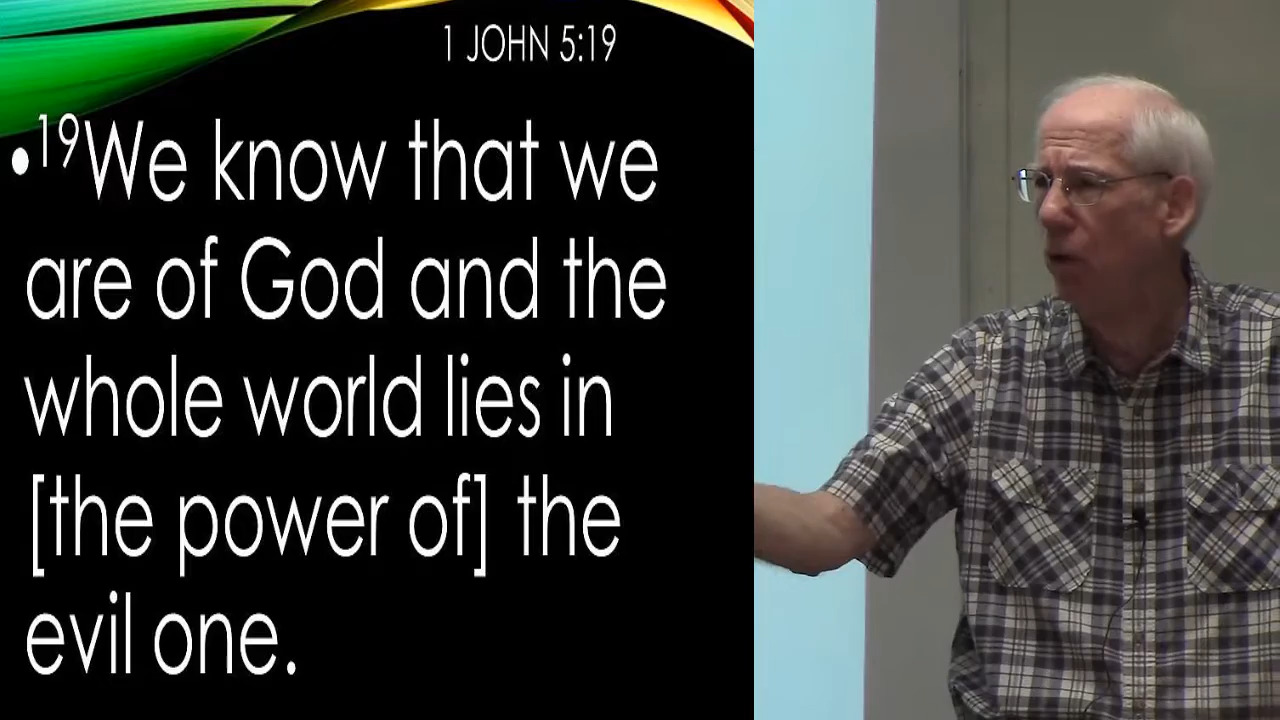 1 JOHN 5:19
•¹⁹We know that we
are of God and the
whole world lies in
[the power of] the
evil one.